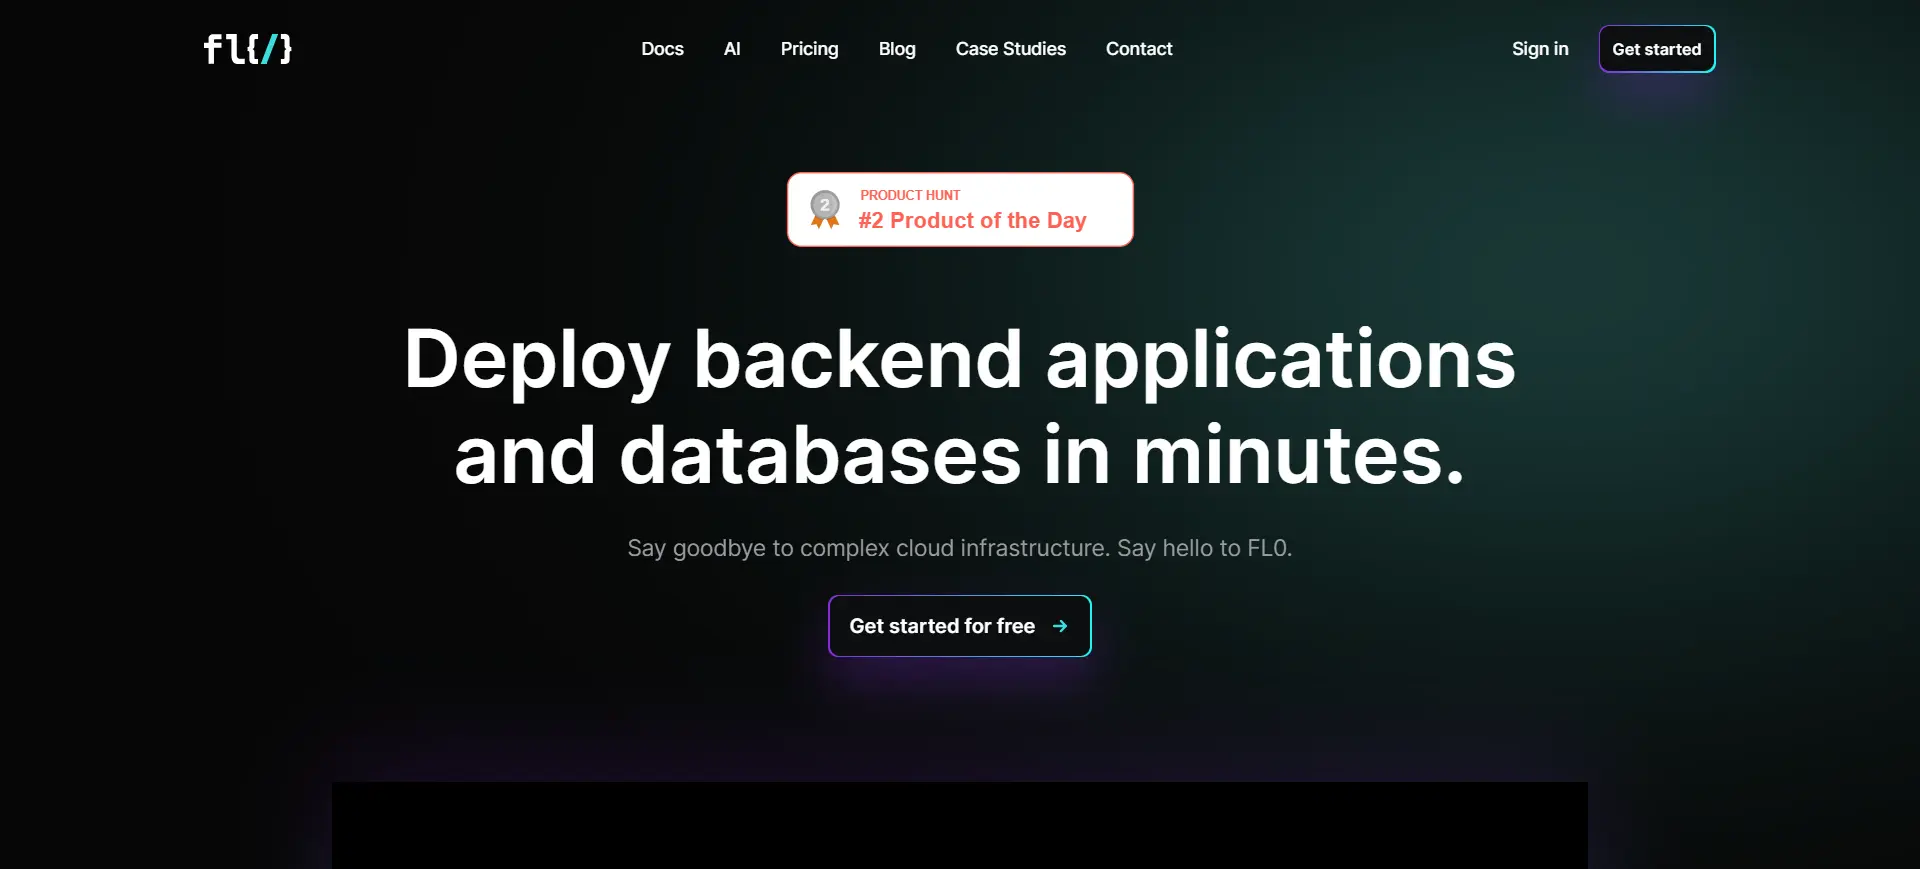 fl{/}
Docs AI Pricing Blog Case Studies Contact
Sign in Get started
2
PRODUCT HUNT
#2 Product of the Day
Deploy backend applications
and databases in minutes.
Say goodbye to complex cloud infrastructure. Say hello to FL0.
Get started for free →